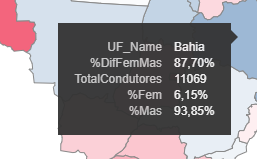 UF_Name Bahia
%DifFemMas 87,70%
TotalCondutores 11069
%Fem 6,15%
%Mas 93,85%